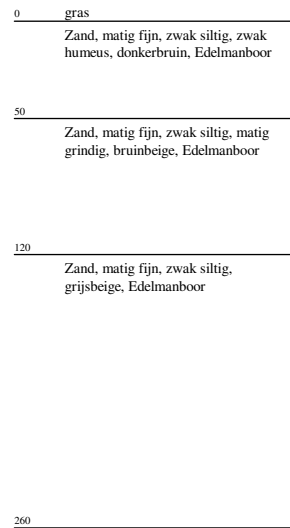 0 gras
Zand, matig fijn, zwak siltig, zwak
humeus, donkerbruin, Edelmanboor
50
Zand, matig fijn, zwak siltig, matig
grindig, bruinbeige, Edelmanboor
120
Zand, matig fijn, zwak siltig,
grijsbeige, Edelmanboor
260